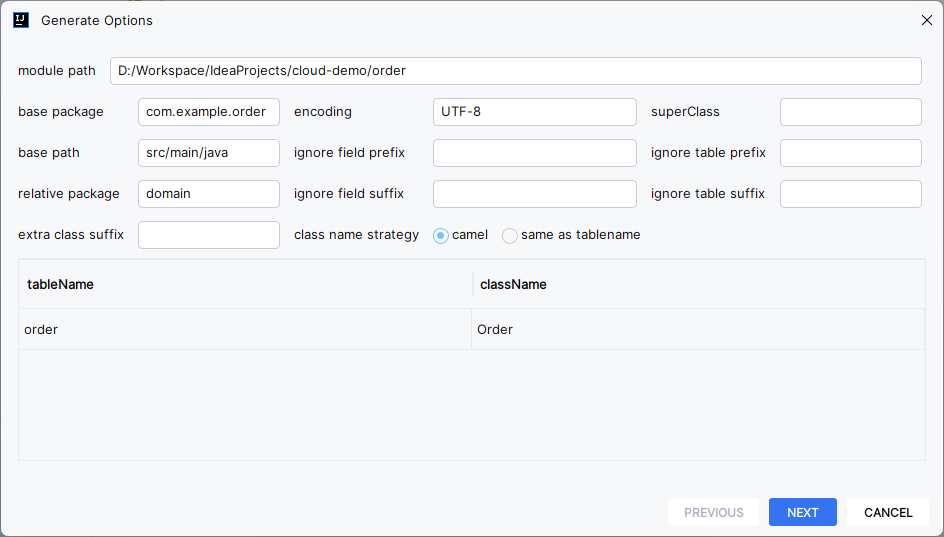 Generate Options
module path D:/Workspace/IdeaProjects/cloud-demo/order
base package com.example.order encoding UTF-8 superClass
base path src/main/java ignore field prefix ignore table prefix
relative package domain ignore field suffix ignore table suffix
extra class suffix class name strategy camel same as tablename
tableName className
order Order
PREVIOUS NEXT CANCEL